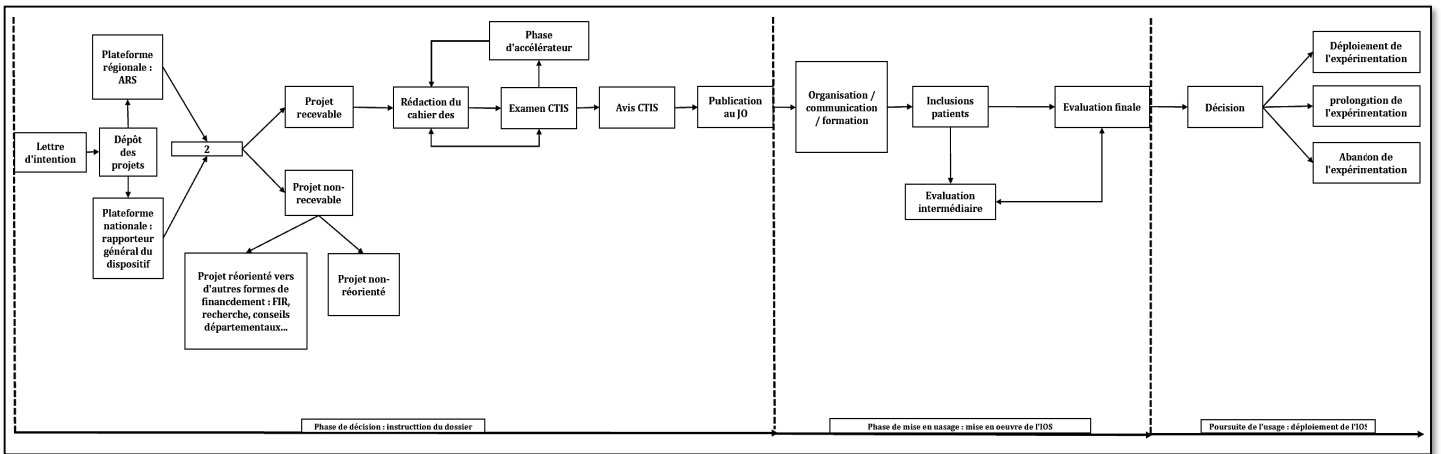 Lettre
d'intention
Plateforme
régionale :
ARS
Dépôt
des
projets
Plateforme
nationale :
rapporteur
général du
dispositif
2
Projet
recevable
Projet non-
recevable
Projet réorienté vers
d'autres formes de
financdement : FIR,
recherche, conseils
départementaux...
Projet non-
réorienté
Rédaction du
cahier des
Phase
d'accélérateur
Examen CTIS
Avis CTIS
Publication
au JO
Organisation /
communication
/ formation
Inclusions
patients
Evaluation
intermédiaire
Evaluation finale
Décision
Déploiement de
l'expérimentation
prolongation de
l'expérimentation
Abandon de
l'expérimentation
Phase de décision : instructtion du dossier
Phase de mise en uasage : mise en oeuvre de l'IOS
Poursuite de l'usage : déploiement de l'IOS